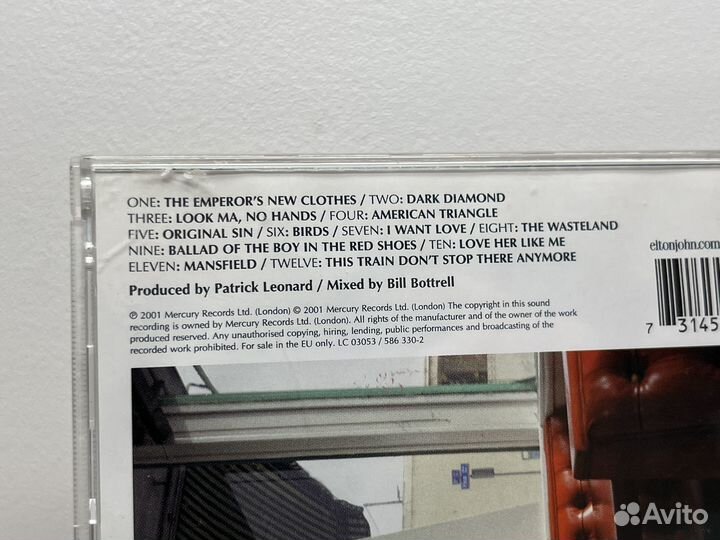 ONE: THE EMPEROR'S NEW CLOTHES / TWO: DARK DIAMOND
THREE: LOOK MA, NO HANDS / FOUR: AMERICAN TRIANGLE
FIVE: ORIGINAL SIN / SIX: BIRDS / SEVEN: I WANT LOVE / EIGHT: THE WASTELAND
NINE: BALLAD OF THE BOY IN THE RED SHOES / TEN: LOVE HER LIKE ME
ELEVEN: MANSFIELD / TWELVE: THIS TRAIN DON'T STOP THERE ANYMORE
Produced by Patrick Leonard / Mixed by Bill Bottrell
℗ 2001 Mercury Records Ltd. (London) © 2001 Mercury Records Ltd. (London) The copyright in this sound
recording is owned by Mercury Records Ltd. (London). All rights of the manufacturer and of the owner of the work
produced reserved. Any unauthorised copying, hiring, lending, public performances and broadcasting of the
recorded work prohibited. For sale in the EU only. LC 03053 / 586 330-2
eltonjohn.com
7 3145
Avito